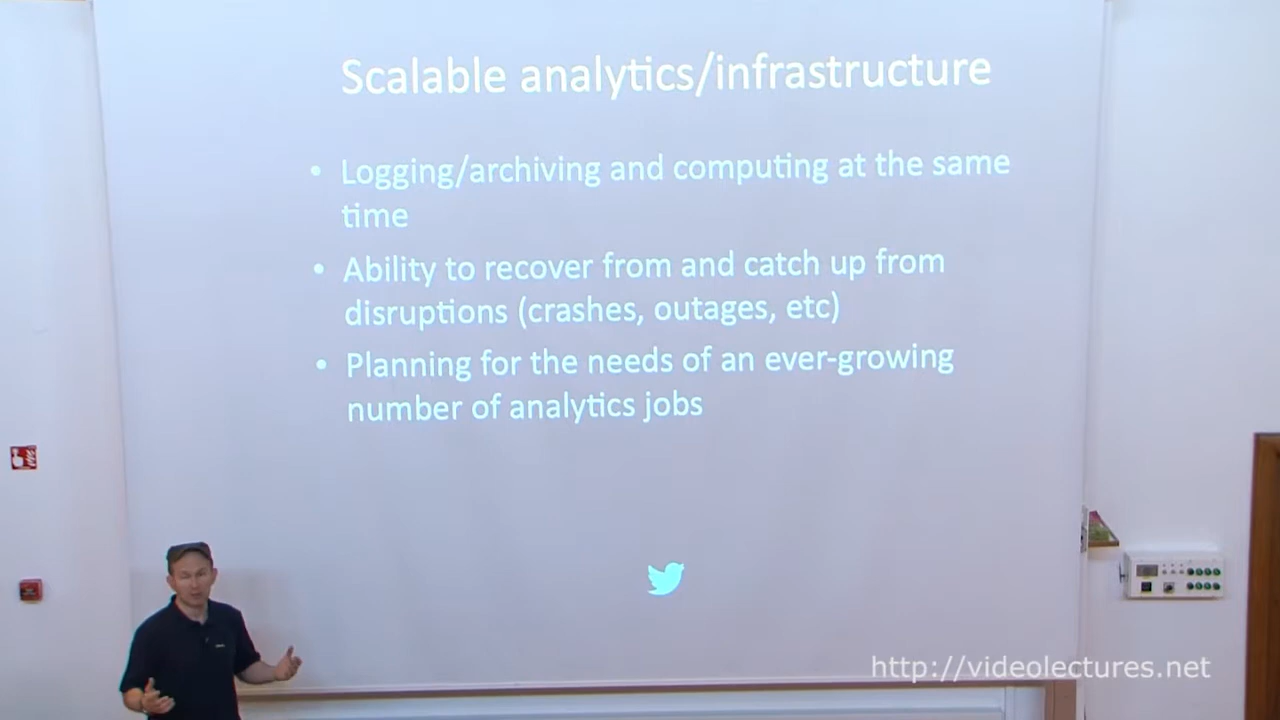 Scalable analytics/infrastructure
• Logging/archiving and computing at the same
time
• Ability to recover from and catch up from
disruptions (crashes, outages, etc)
• Planning for the needs of an ever-growing
number of analytics jobs
http://videolectures.net